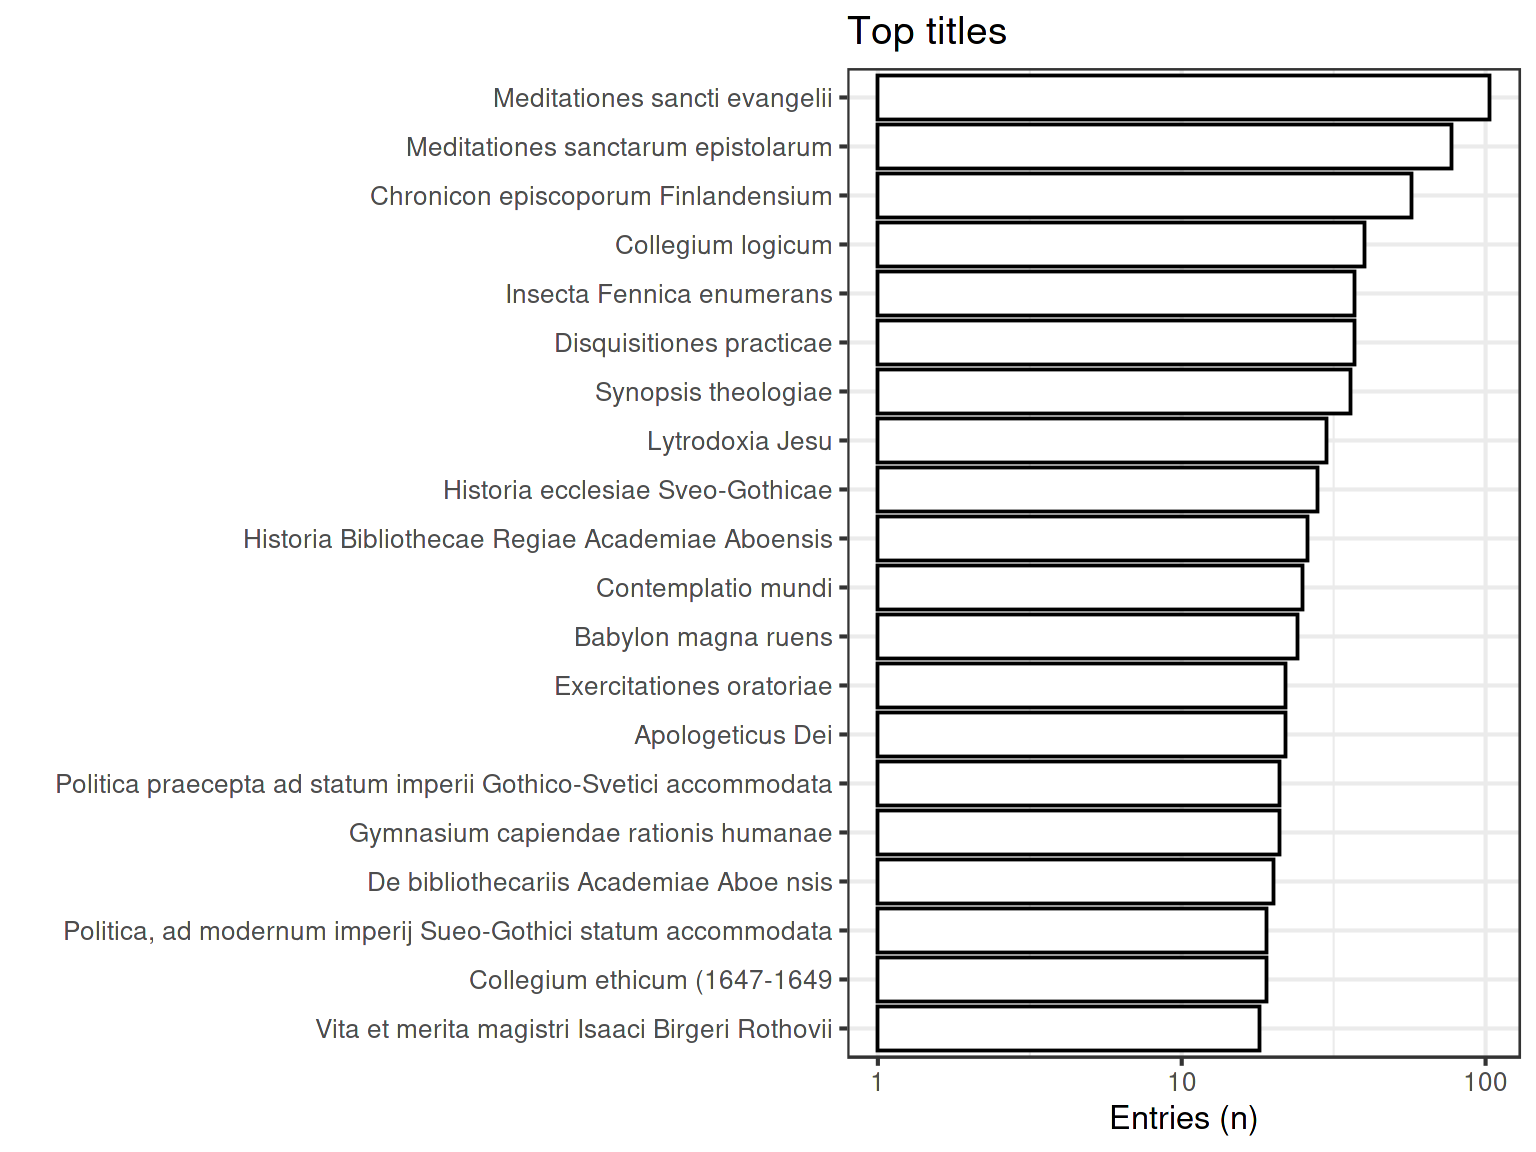 Top titles
Meditationes sancti evangelii
Meditationes sanctarum epistolarum
Chronicon episcoporum Finlandensium
Collegium logicum
Insecta Fennica enumerans
Disquisitiones practicae
Synopsis theologiae
Lytrodoxia Jesu
Historia ecclesiae Sveo-Gothicae
Historia Bibliothecae Regiae Academiae Aboensis
Contemplatio mundi
Babylon magna ruens
Exercitationes oratoriae
Apologeticus Dei
Politica praecepta ad statum imperii Gothico-Svetici accommodata
Gymnasium capiendae rationis humanae
De bibliothecariis Academiae Aboe nsis
Politica, ad modernum imperij Sueo-Gothici statum accommodata
Collegium ethicum (1647-1649
Vita et merita magistri Isaaci Birgeri Rothovii
1 10 100
Entries (n)